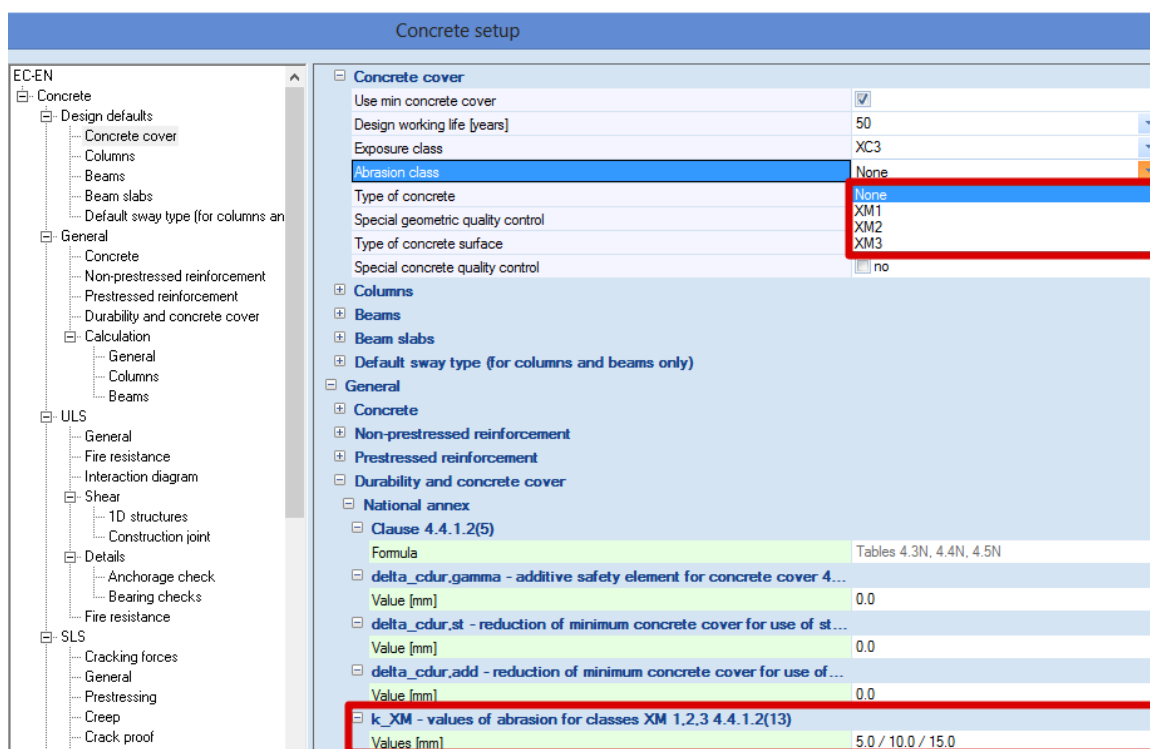 Concrete setup
EC-EN
Concrete
Design defaults
Concrete cover
Columns
Beams
Beam slabs
Default sway type (for columns an
General
Concrete
Non-prestressed reinforcement
Prestressed reinforcement
Durability and concrete cover
Calculation
General
Columns
Beams
ULS
General
Fire resistance
Interaction diagram
Shear
1D structures
Construction joint
Details
Anchorage check
Bearing checks
Fire resistance
SLS
Cracking forces
General
Prestressing
Creep
Crack proof
Concrete cover
Use min concrete cover
Design working life [years] 50
Exposure class XC3
Abrasion class None
Type of concrete
Special geometric quality control
Type of concrete surface
Special concrete quality control no
None
XM1
XM2
XM3
Columns
Beams
Beam slabs
Default sway type (for columns and beams only)
General
Concrete
Non-prestressed reinforcement
Prestressed reinforcement
Durability and concrete cover
National annex
Clause 4.4.1.2(5)
Formula Tables 4.3N, 4.4N, 4.5N
delta_cdur,gamma - additive safety element for concrete cover 4...
Value [mm] 0.0
delta_cdur,st - reduction of minimum concrete cover for use of st...
Value [mm] 0.0
delta_cdur,add - reduction of minimum concrete cover for use of...
Value [mm] 0.0
k_XM - values of abrasion for classes XM 1,2,3 4.4.1.2(13)
Values [mm] 5.0 / 10.0 / 15.0